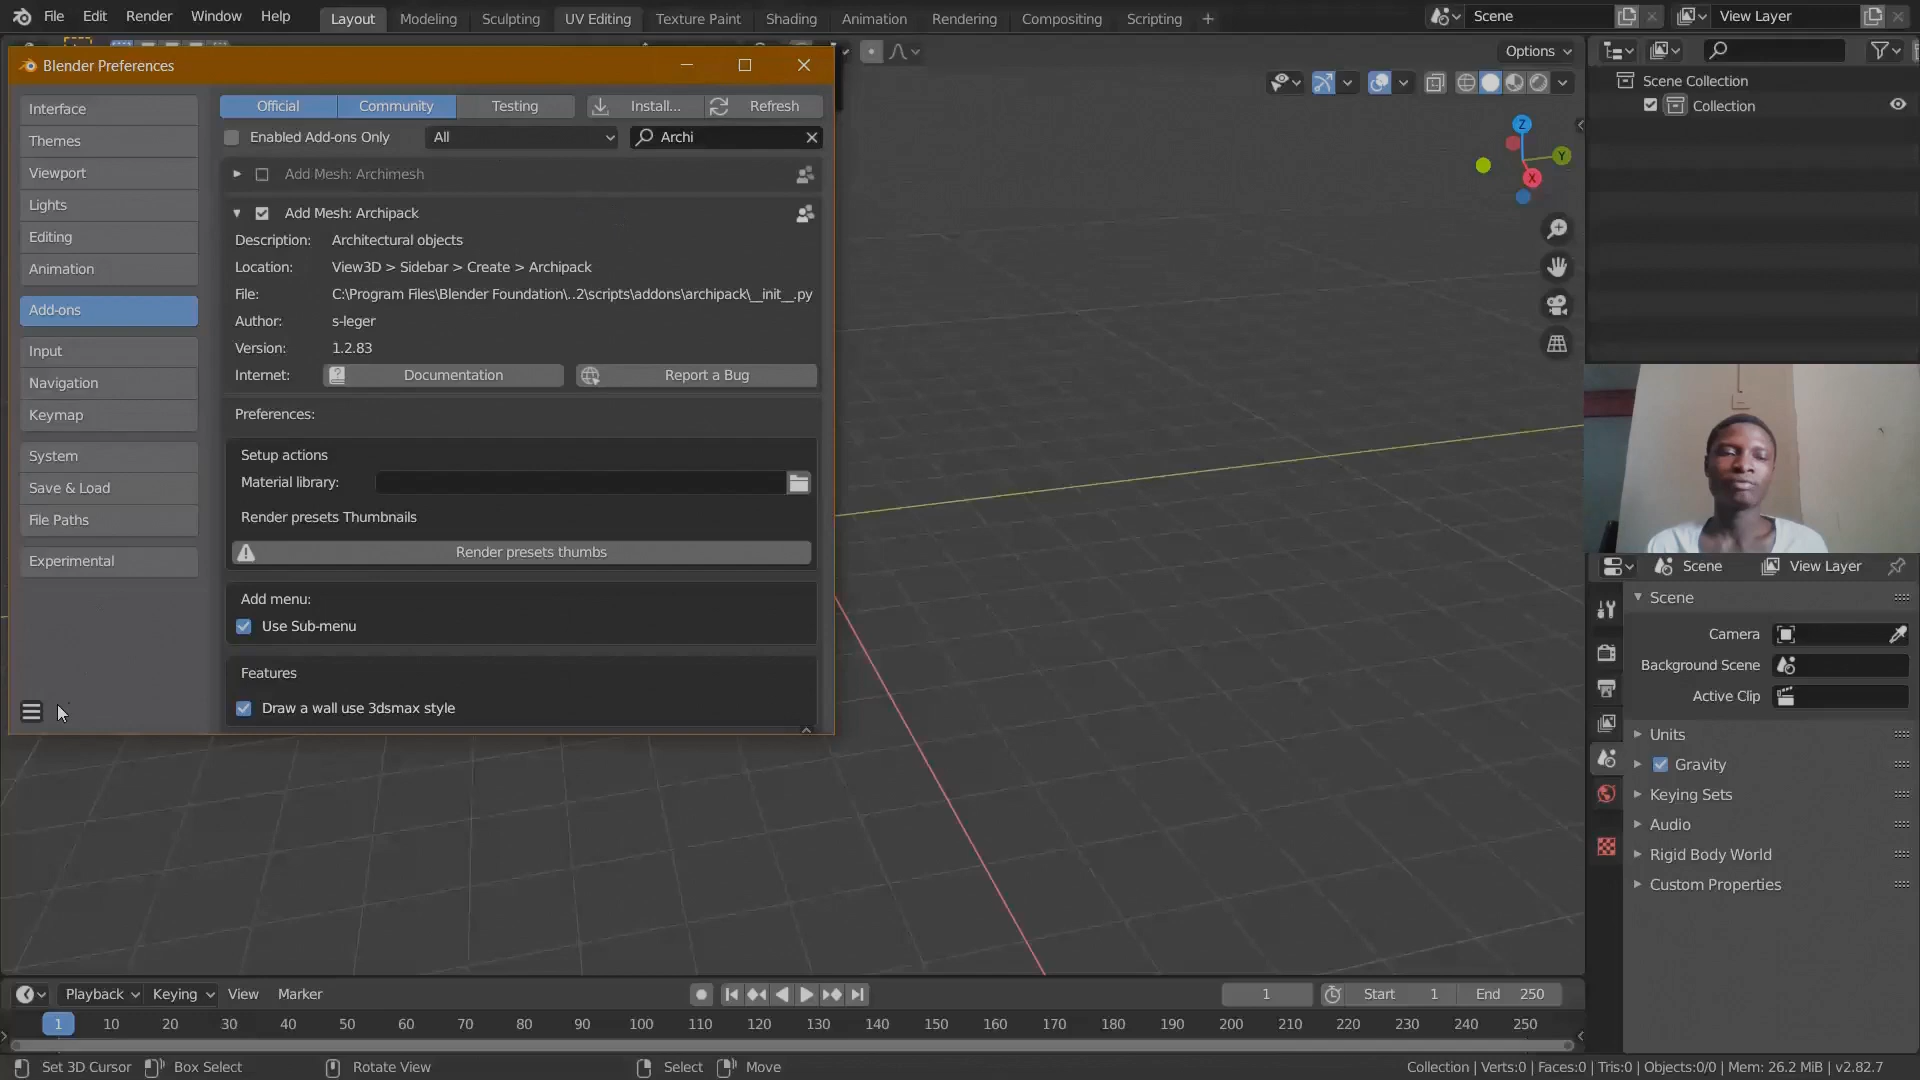 File Edit Render Window Help Layout Modeling Sculpting UV Editing Texture Paint Shading Animation Rendering Compositing Scripting + Scene View Layer
Options
Blender Preferences
Scene Collection
Collection
Interface
Themes
Viewport
Lights
Editing
Animation
Add-ons
Input
Navigation
Keymap
System
Save & Load
File Paths
Experimental
Official Community Testing Install... Refresh
Enabled Add-ons Only All Archi
Add Mesh: Archimesh
Add Mesh: Archipack
Description: Architectural objects
Location: View3D > Sidebar > Create > Archipack
File: C:\Program Files\Blender Foundation\..2\scripts\addons\archipack\__init__.py
Author: s-leger
Version: 1.2.83
Internet: Documentation Report a Bug
Preferences:
Setup actions
Material library:
Render presets Thumbnails
Render presets thumbs
Add menu:
Use Sub-menu
Features
Draw a wall use 3dsmax style
Z
Y
X
Scene View Layer
Scene
Camera
Background Scene
Active Clip
Units
Gravity
Keying Sets
Audio
Rigid Body World
Custom Properties
Playback Keying View Marker 1 Start 1 End 250
1 10 20 30 40 50 60 70 80 90 100 110 120 130 140 150 160 170 180 190 200 210 220 230 240 250
Set 3D Cursor Box Select Rotate View Select Move Collection | Verts:0 | Faces:0 | Tris:0 | Objects:0/0 | Mem: 26.2 MiB | v2.82.7